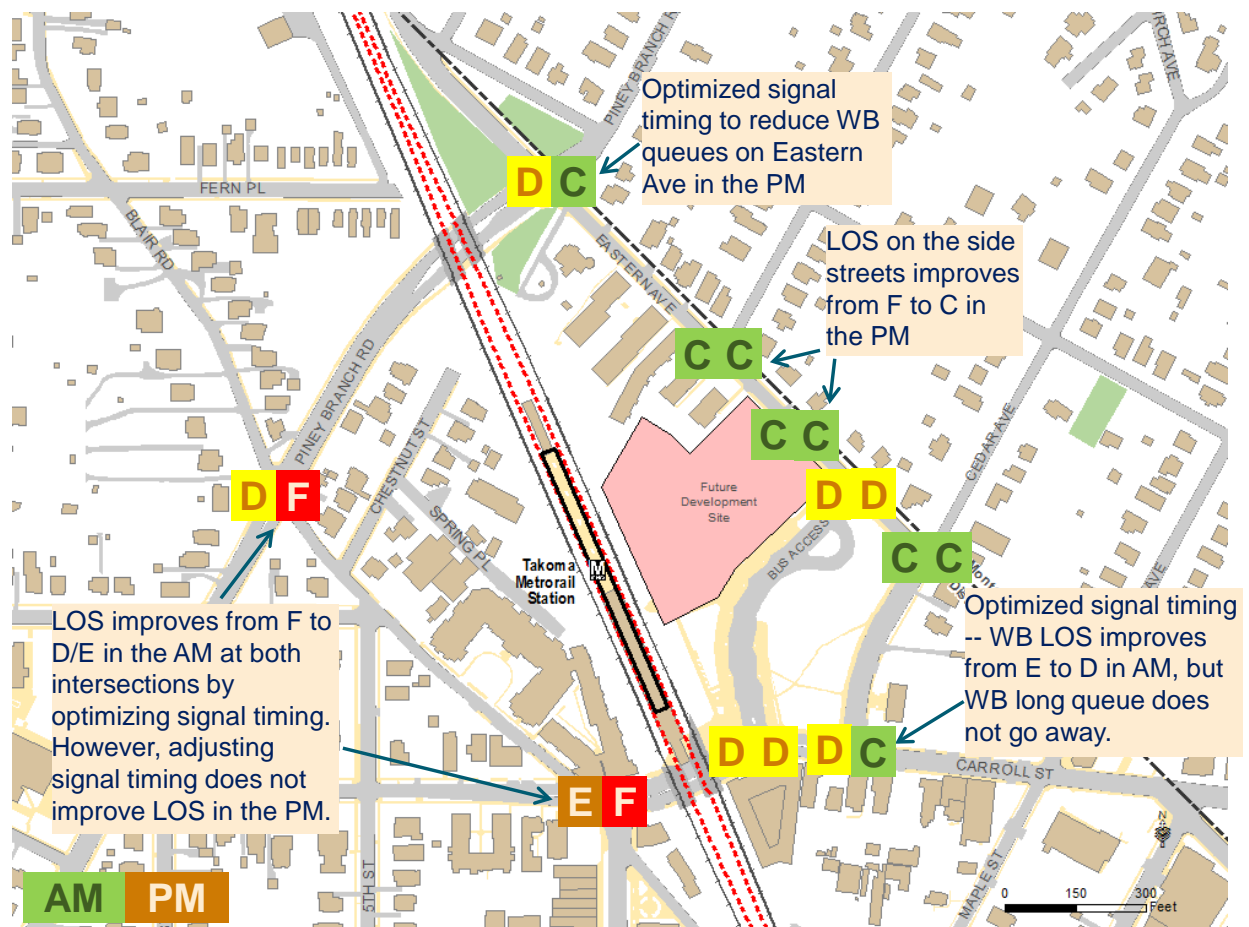 PINEY BRANCH R
RCH AVE
Optimized signal
timing to reduce WB
queues on Eastern
Ave in the PM
D C
FERN PL
BLAIR RD
EASTERN AVE
LOS on the side
streets improves
from F to C in
the PM
C C
PINEY BRANCH RD
CHESTNUT ST
CEDAR AVE
C C
D F
SPRING PL
Future
Development
Site
D D
BUS ACCESS
C C
Takoma
Metrorail
Station
M
Mont
AVE
LOS improves from F to
D/E in the AM at both
intersections by
optimizing signal timing.
However, adjusting
signal timing does not
improve LOS in the PM.
Optimized signal timing
-- WB LOS improves
from E to D in AM, but
WB long queue does
not go away.
D D
D C
CARROLL ST
E F
5TH ST
MAPLE ST
AM PM
0 150 300
Feet